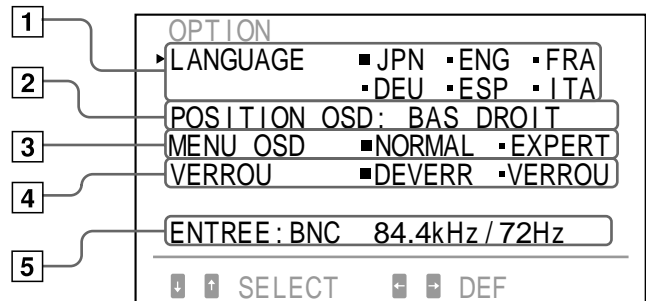 OPTION
1 LANGUAGE ■ JPN ▪ ENG ▪ FRA
▪ DEU ▪ ESP ▪ ITA
2 POSITION OSD: BAS DROIT
3 MENU OSD ■ NORMAL ▪ EXPERT
4 VERROU ■ DEVERR ▪ VERROU
5 ENTREE: BNC 84.4kHz/72Hz
↓ ↑ SELECT ← → DEF